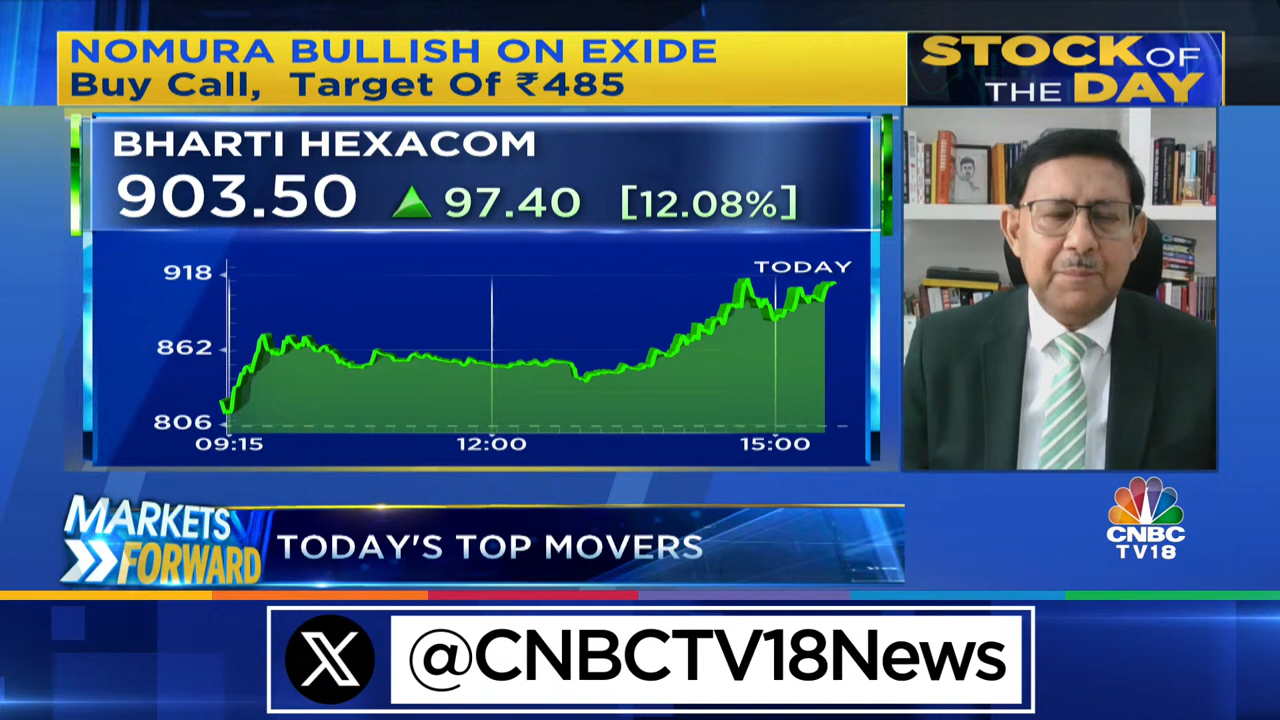 NOMURA BULLISH ON EXIDE
Buy Call, Target Of ₹485
STOCK OF
THE DAY
BHARTI HEXACOM
903.50 ▲ 97.40 [12.08%]
TODAY
918
862
806
09:15 12:00 15:00
MARKETS
FORWARD
TODAY'S TOP MOVERS
CNBC
TV18
X @CNBCTV18News